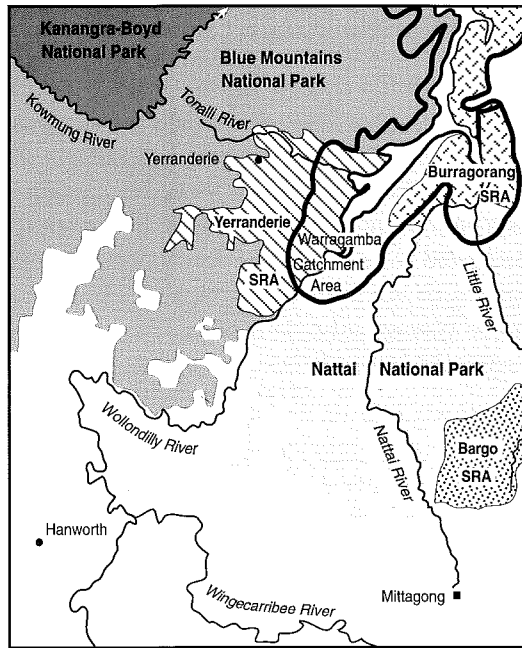 Kanangra-Boyd
National Park
Blue Mountains
National Park
Kowmung River
Tonalli River
Yerranderie
Burragorang
SRA
Yerranderie
SRA
Warragamba
Catchment
Area
Little River
Nattai National Park
Wollondilly River
Nattai River
Bargo
SRA
Hanworth
Wingecarribee River
Mittagong